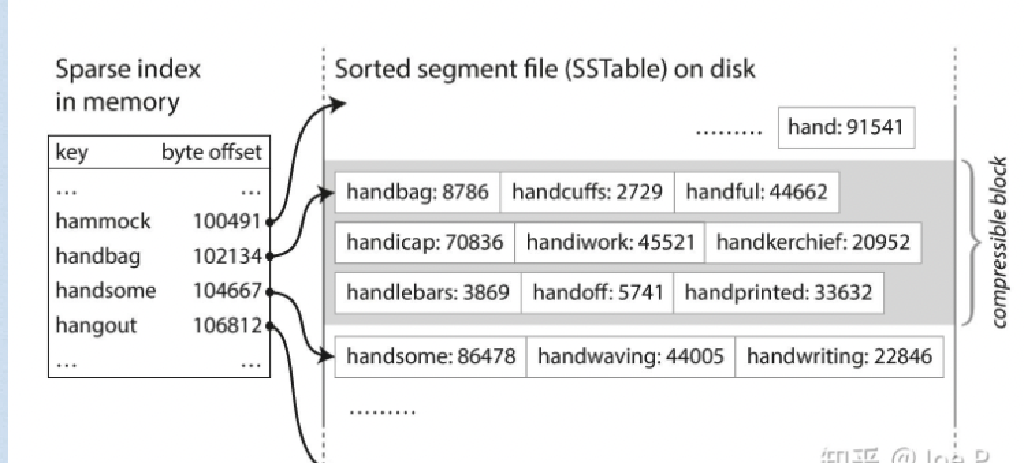 Sparse index
in memory
key byte offset
... ...
hammock 100491
handbag 102134
handsome 104667
hangout 106812
... ...
Sorted segment file (SSTable) on disk
......... hand: 91541
handbag: 8786 handcuffs: 2729 handful: 44662
handicap: 70836 handiwork: 45521 handkerchief: 20952
handlebars: 3869 handoff: 5741 handprinted: 33632
handsome: 86478 handwaving: 44005 handwriting: 22846
.........
compressible block
知乎 @Joe P